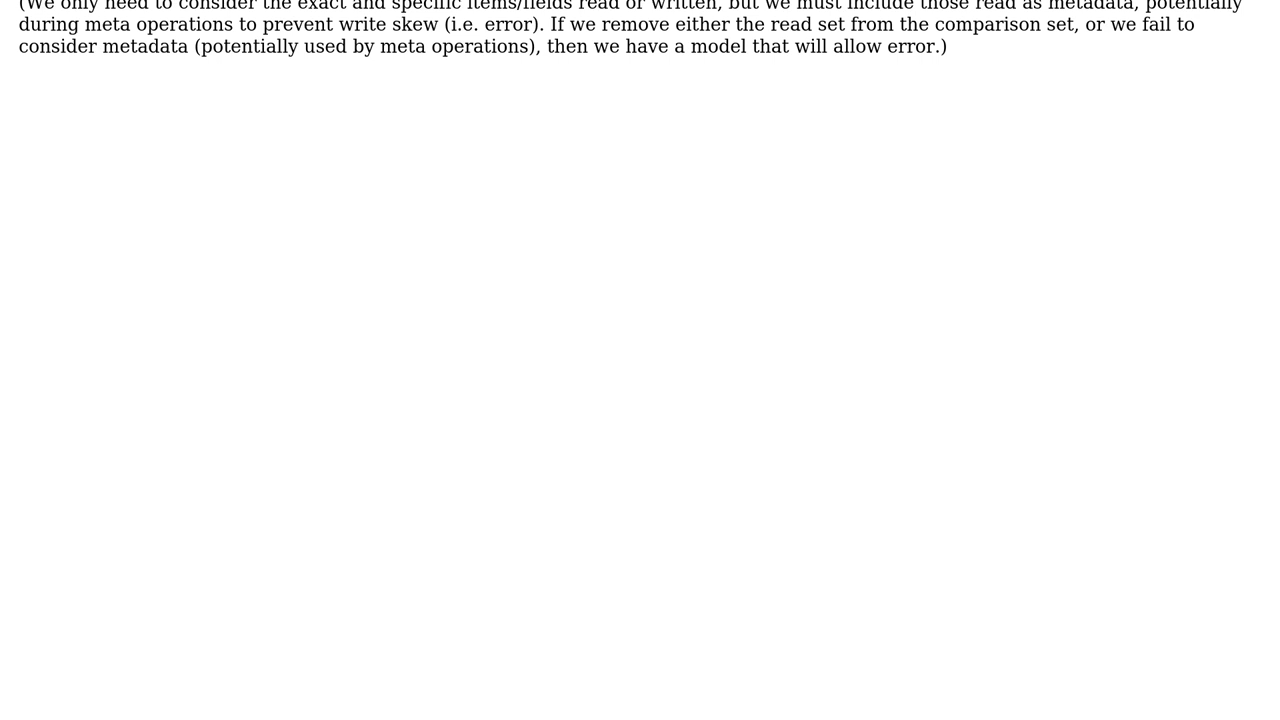 (We only need to consider the exact and specific items/fields read or written, but we must include those read as metadata, potentially
during meta operations to prevent write skew (i.e. error). If we remove either the read set from the comparison set, or we fail to
consider metadata (potentially used by meta operations), then we have a model that will allow error.)